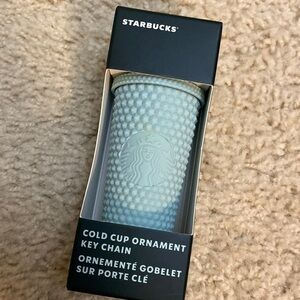 STARBUCKS®
COLD CUP ORNAMENT
KEY CHAIN
ORNEMENTÉ GOBELET
SUR PORTE CLÉ